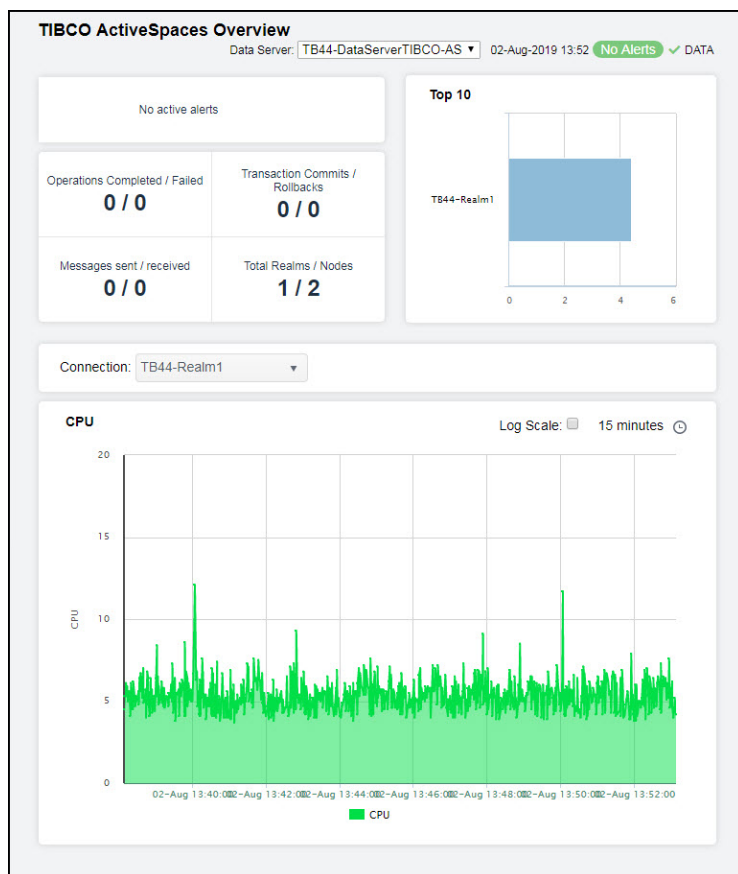 TIBCO ActiveSpaces Overview
Data Server: TB44-DataServerTIBCO-AS 02-Aug-2019 13:52 No Alerts DATA
No active alerts
Operations Completed / Failed
0 / 0
Transaction Commits /
Rollbacks
0 / 0
Messages sent / received
0 / 0
Total Realms / Nodes
1 / 2
Top 10
TB44-Realm1
0 2 4 6
Connection: TB44-Realm1
CPU
Log Scale: 15 minutes
20
15
10
5
0
CPU
02-Aug 13:40:00 02-Aug 13:42:00 02-Aug 13:44:00 02-Aug 13:46:00 02-Aug 13:48:00 02-Aug 13:50:00 02-Aug 13:52:00
CPU